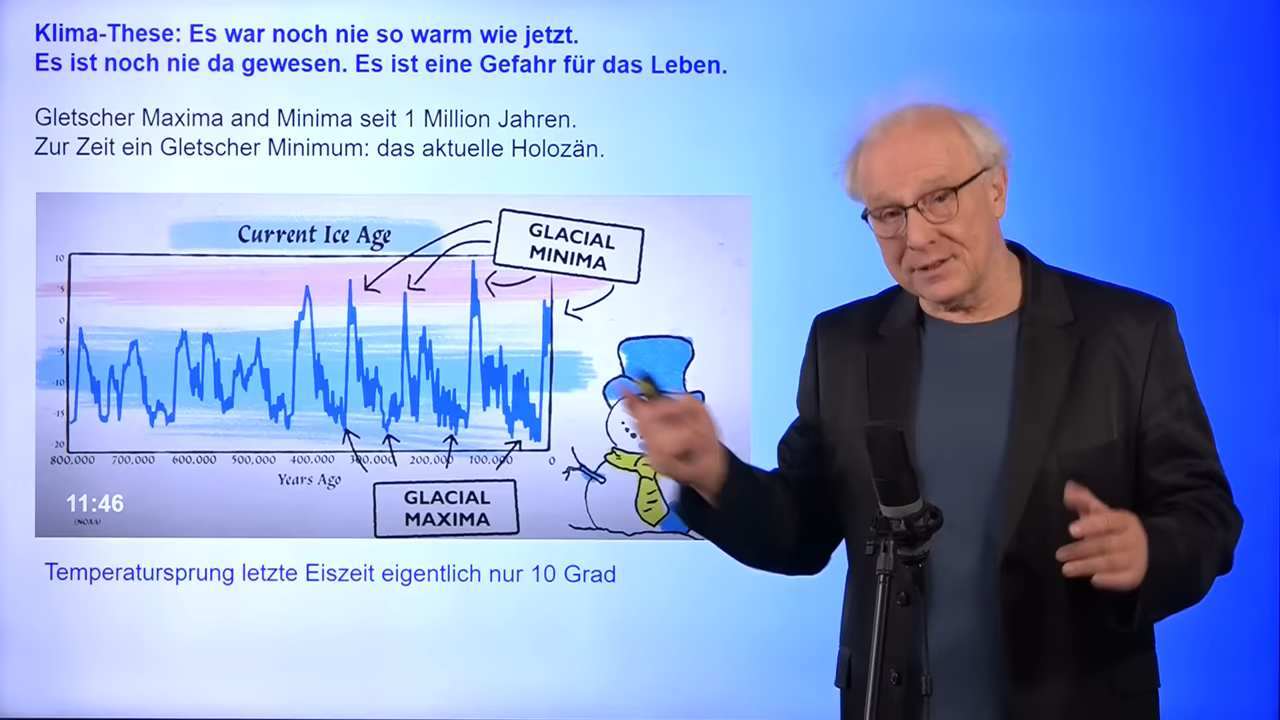 Klima-These: Es war noch nie so warm wie jetzt.
Es ist noch nie da gewesen. Es ist eine Gefahr für das Leben.
Gletscher Maxima and Minima seit 1 Million Jahren.
Zur Zeit ein Gletscher Minimum: das aktuelle Holozän.
Current Ice Age
GLACIAL
MINIMA
10
5
0
-5
-10
-15
-20
800,000 700,000 600,000 500,000 400,000 300,000 200,000 100,000 0
Years Ago
GLACIAL
MAXIMA
11:46
(NOAA)
Temperatursprung letzte Eiszeit eigentlich nur 10 Grad